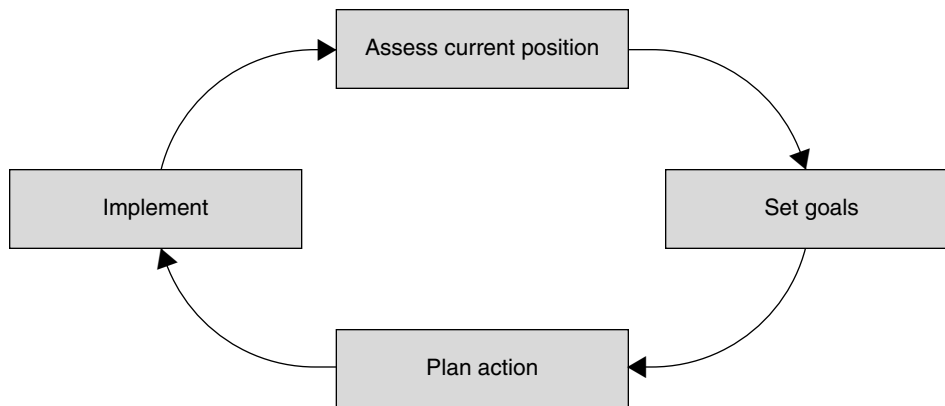 Assess current position
Implement
Set goals
Plan action